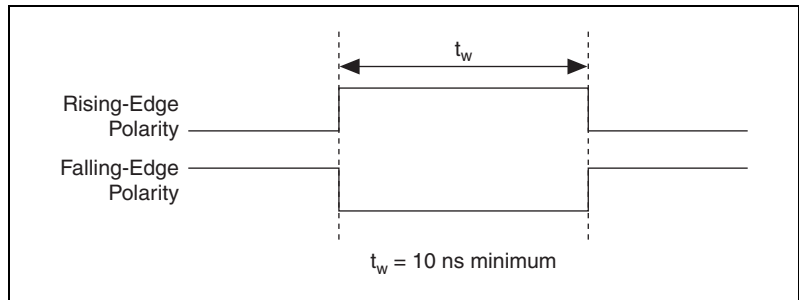 t_w
Rising-Edge
Polarity
Falling-Edge
Polarity
t_w = 10 ns minimum